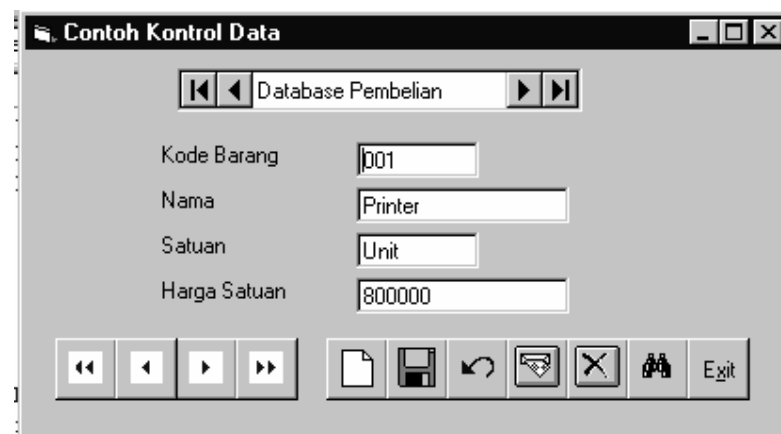 Contoh Kontrol Data
Database Pembelian
Kode Barang 001
Nama Printer
Satuan Unit
Harga Satuan 800000
Exit